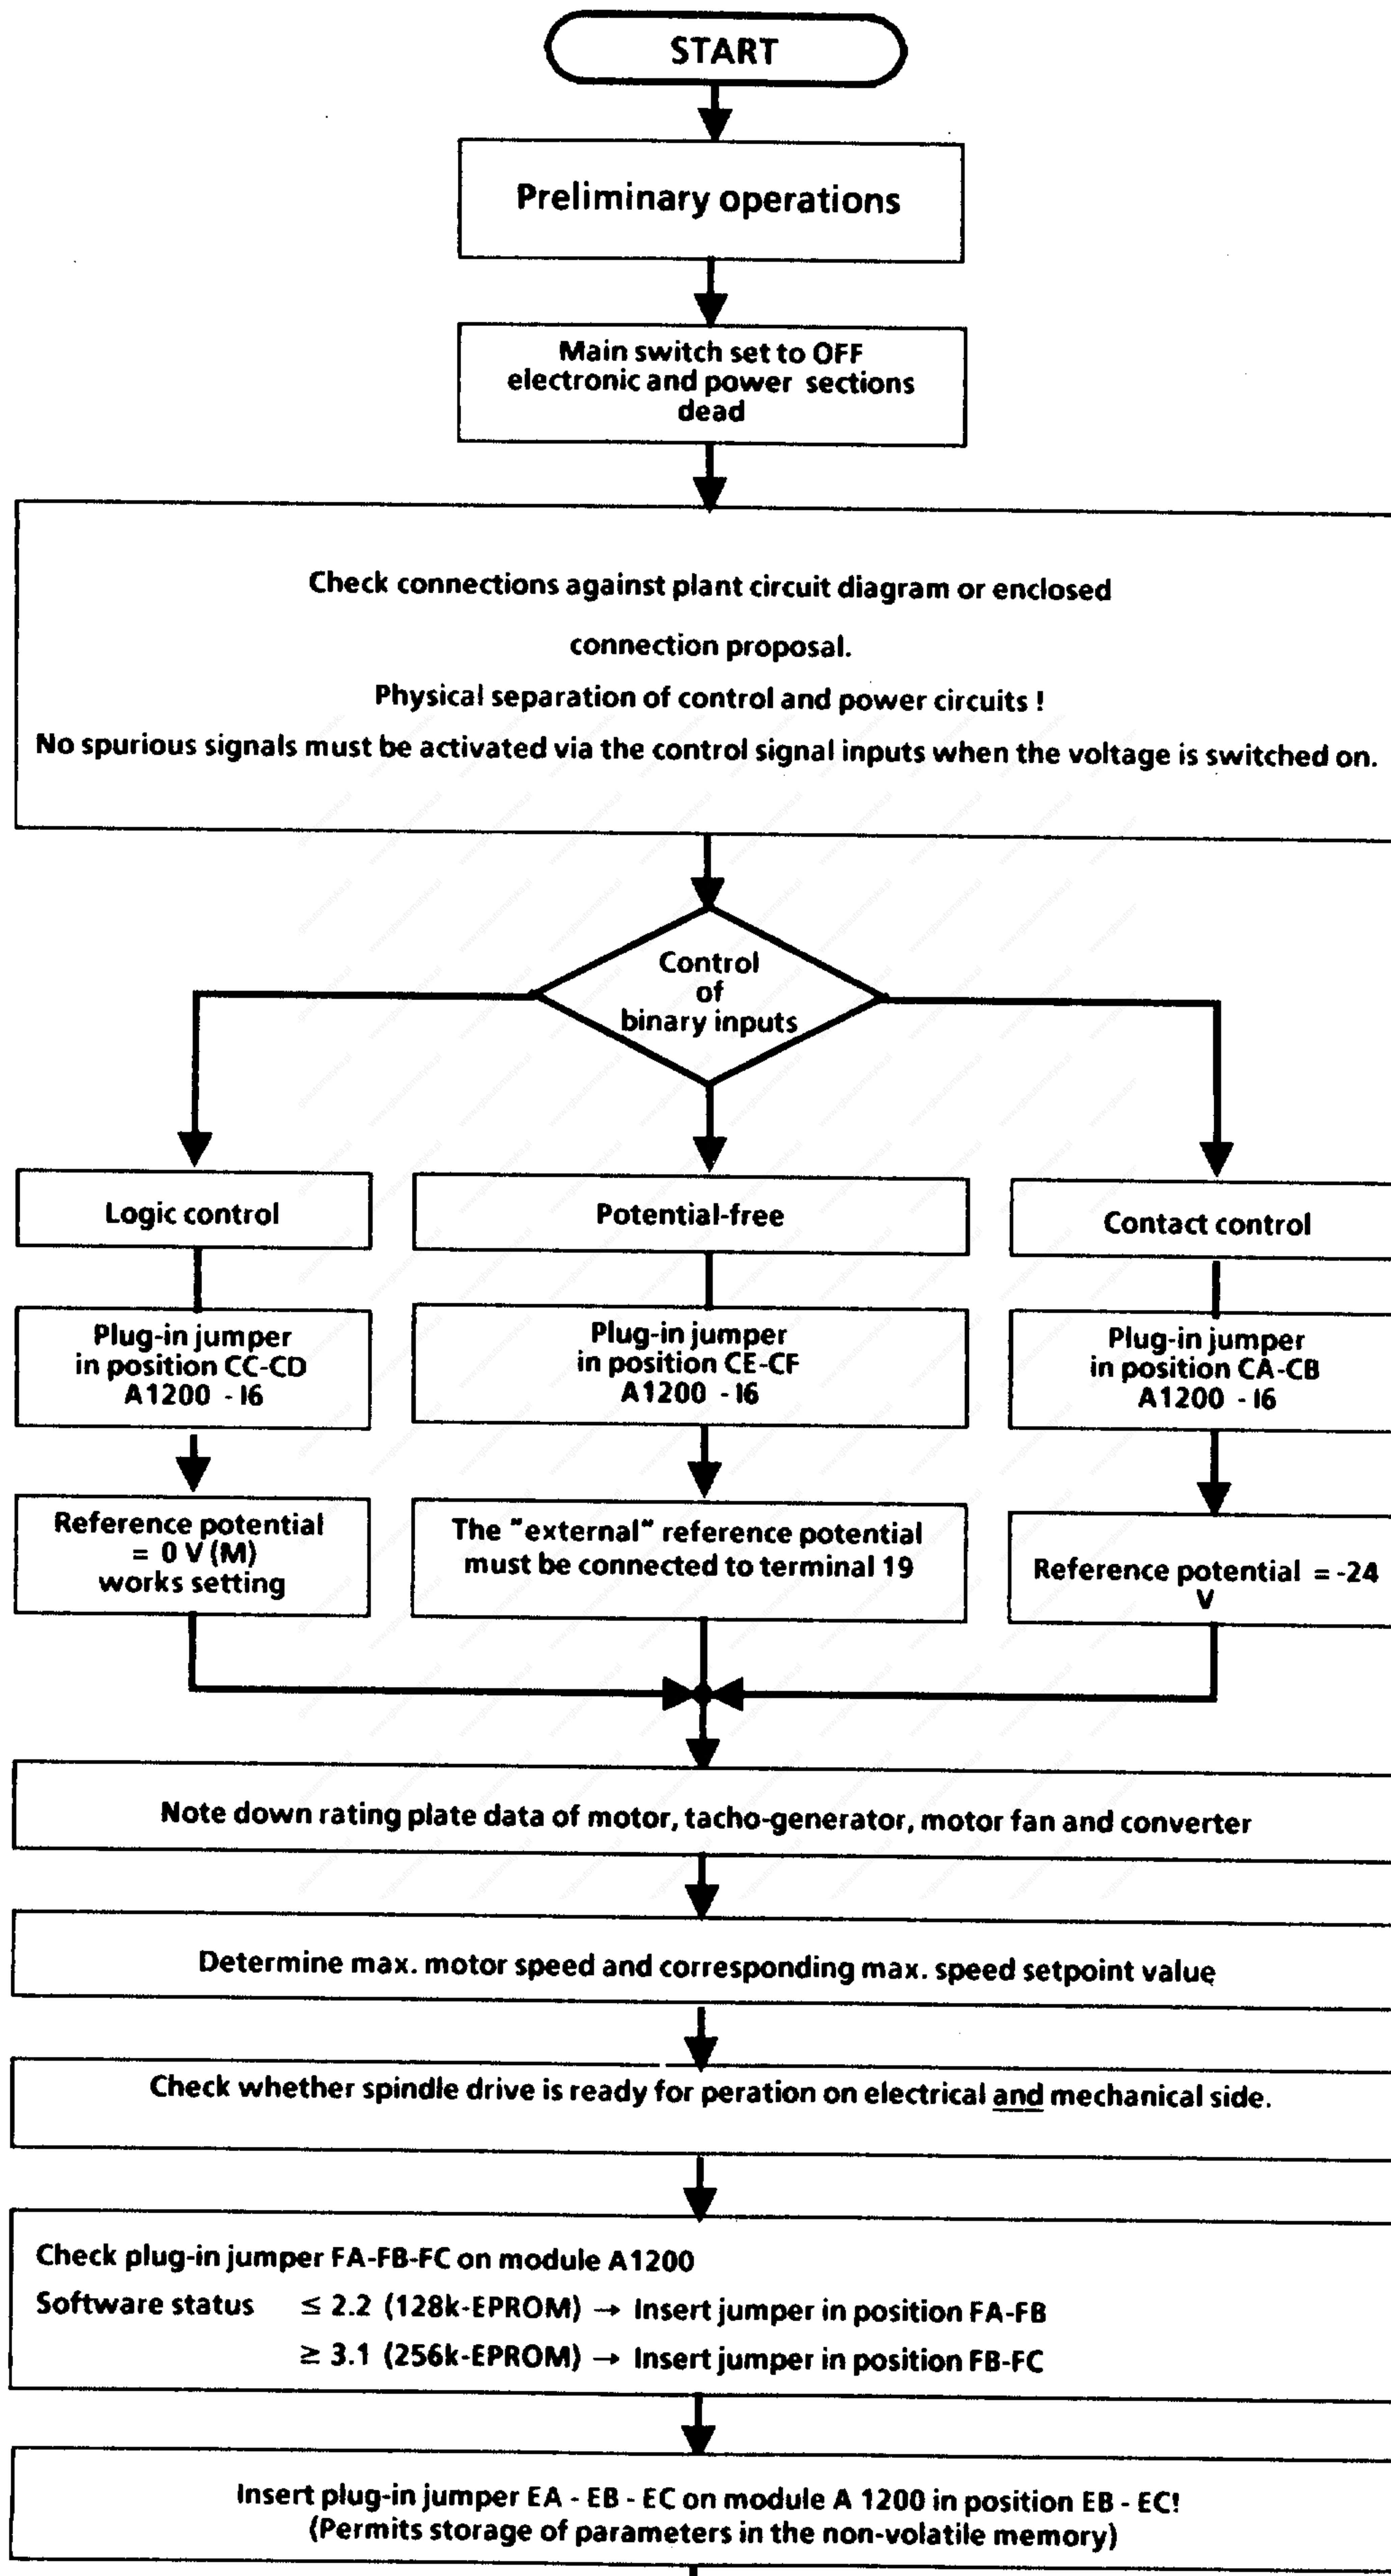 START
Preliminary operations
Main switch set to OFF
electronic and power sections
dead
Check connections against plant circuit diagram or enclosed
connection proposal.
Physical separation of control and power circuits !
No spurious signals must be activated via the control signal inputs when the voltage is switched on.
Control
of
binary inputs
Logic control
Potential-free
Contact control
Plug-in jumper
in position CC-CD
A1200 - I6
Plug-in jumper
in position CE-CF
A1200 - I6
Plug-in jumper
in position CA-CB
A1200 - I6
Reference potential
= 0 V (M)
works setting
The "external" reference potential
must be connected to terminal 19
Reference potential = -24
V
Note down rating plate data of motor, tacho-generator, motor fan and converter
Determine max. motor speed and corresponding max. speed setpoint value
Check whether spindle drive is ready for peration on electrical and mechanical side.
Check plug-in jumper FA-FB-FC on module A1200
Software status ≤ 2.2 (128k-EPROM) → Insert jumper in position FA-FB
≥ 3.1 (256k-EPROM) → Insert jumper in position FB-FC
Insert plug-in jumper EA - EB - EC on module A 1200 in position EB - EC!
(Permits storage of parameters in the non-volatile memory)